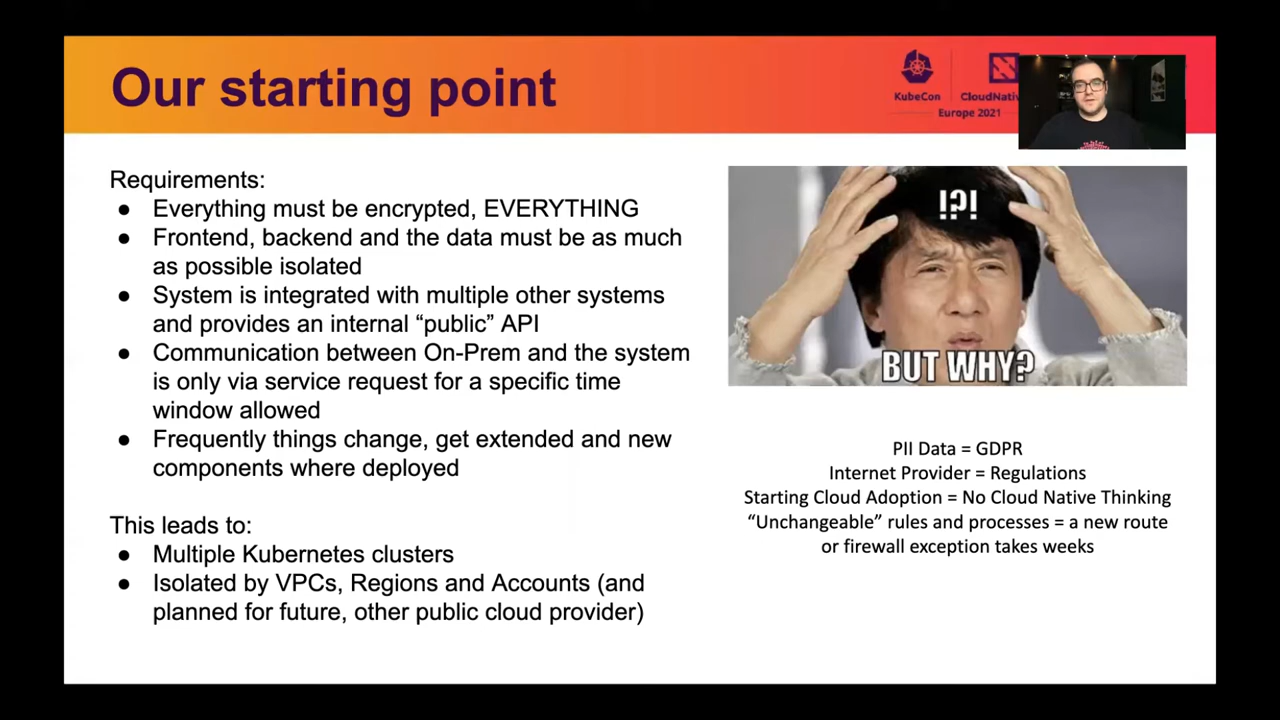 Our starting point
KubeCon
CloudNativ
Europe 2021
Requirements:
● Everything must be encrypted, EVERYTHING
● Frontend, backend and the data must be as much
as possible isolated
● System is integrated with multiple other systems
and provides an internal “public” API
● Communication between On-Prem and the system
is only via service request for a specific time
window allowed
● Frequently things change, get extended and new
components where deployed
This leads to:
● Multiple Kubernetes clusters
● Isolated by VPCs, Regions and Accounts (and
planned for future, other public cloud provider)
!?!
BUT WHY?
PII Data = GDPR
Internet Provider = Regulations
Starting Cloud Adoption = No Cloud Native Thinking
“Unchangeable” rules and processes = a new route
or firewall exception takes weeks